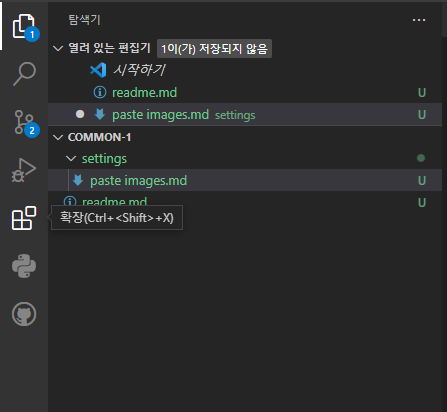 탐색기
열려 있는 편집기 1이(가) 저장되지 않음
시작하기
readme.md U
paste images.md settings U
COMMON-1
settings
paste images.md U
readme.md U
확장(Ctrl+<Shift>+X)
1
2